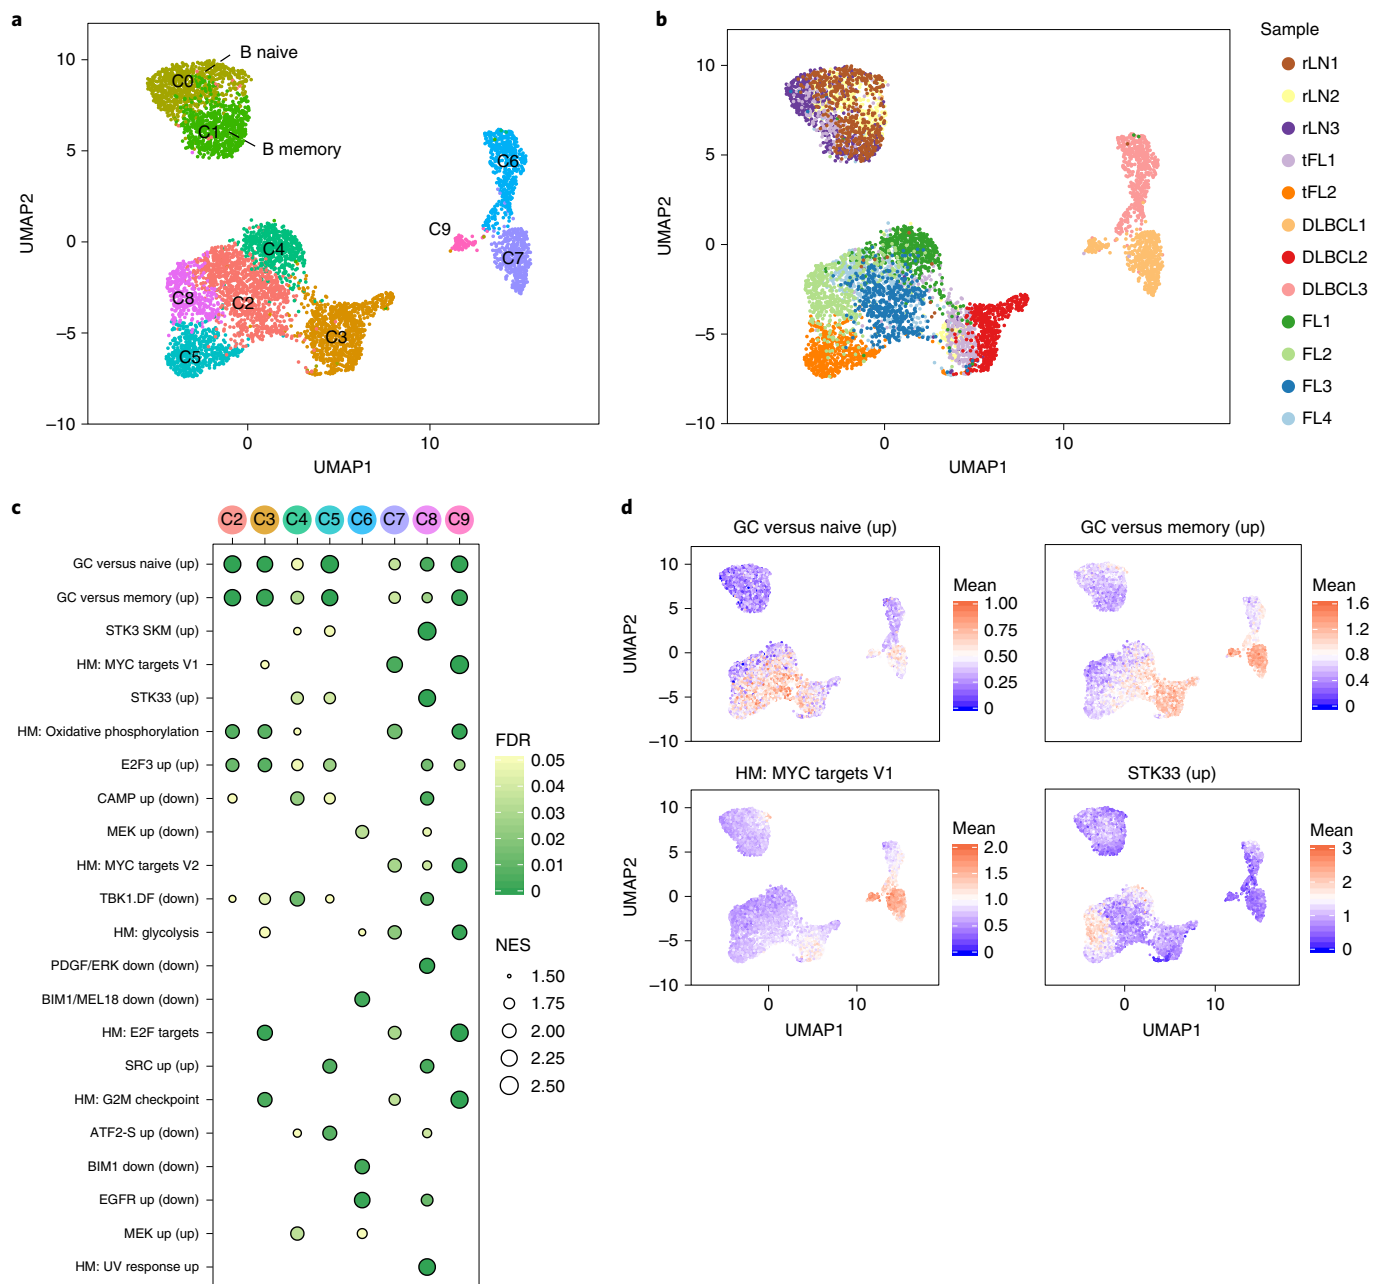 a
B naive
C0
C1
B memory
C6
C9
C4
C7
C8
C2
C3
C5
10
5
0
−5
−10
UMAP2
0
10
UMAP1
b
10
5
0
−5
−10
UMAP2
0
10
UMAP1
Sample
rLN1
rLN2
rLN3
tFL1
tFL2
DLBCL1
DLBCL2
DLBCL3
FL1
FL2
FL3
FL4
c
C2 C3 C4 C5 C6 C7 C8 C9
GC versus naive (up)
GC versus memory (up)
STK3 SKM (up)
HM: MYC targets V1
STK33 (up)
HM: Oxidative phosphorylation
E2F3 up (up)
CAMP up (down)
MEK up (down)
HM: MYC targets V2
TBK1.DF (down)
HM: glycolysis
PDGF/ERK down (down)
BIM1/MEL18 down (down)
HM: E2F targets
SRC up (up)
HM: G2M checkpoint
ATF2-S up (down)
BIM1 down (down)
EGFR up (down)
MEK up (up)
HM: UV response up
FDR
0.05
0.04
0.03
0.02
0.01
0
NES
1.50
1.75
2.00
2.25
2.50
d
GC versus naive (up)
10
5
0
−5
−10
UMAP2
Mean
1.00
0.75
0.50
0.25
0
GC versus memory (up)
Mean
1.6
1.2
0.8
0.4
0
HM: MYC targets V1
10
5
0
−5
−10
UMAP2
0
10
UMAP1
Mean
2.0
1.5
1.0
0.5
0
STK33 (up)
0
10
UMAP1
Mean
3
2
1
0